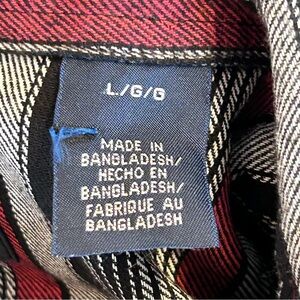 L/G/G
MADE IN
BANGLADESH/
HECHO EN
BANGLADESH/
FABRIQUE AU
BANGLADESH